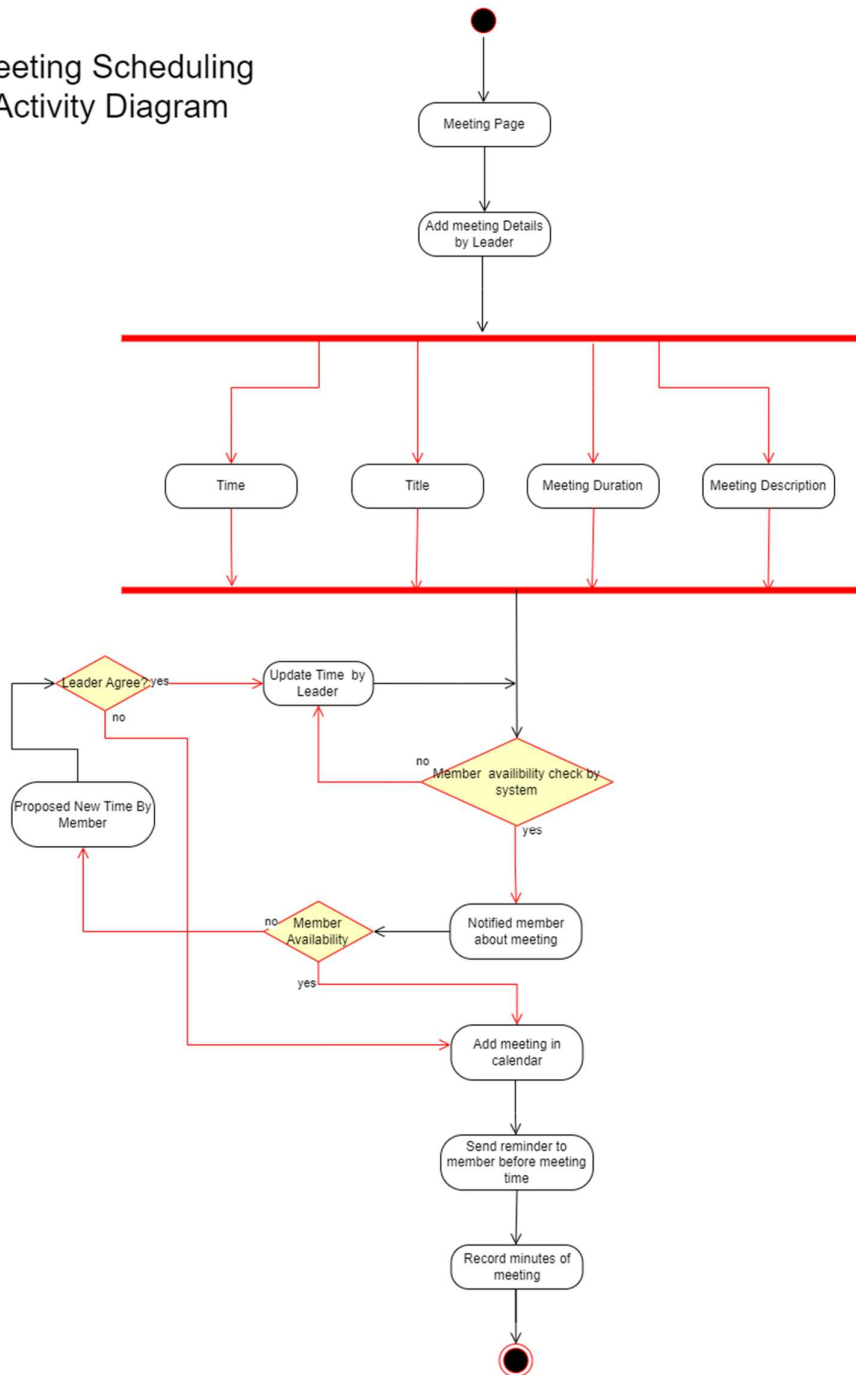 eeting Scheduling
Activity Diagram
Meeting Page
Add meeting Details
by Leader
Time
Title
Meeting Duration
Meeting Description
Leader Agree?
yes
Update Time  by
Leader
no
no
Member  availibility check by
system
Proposed New Time By
Member
yes
no
Member
Availability
Notified member
about meeting
yes
Add meeting in
calendar
Send reminder to
member before meeting
time
Record minutes of
meeting